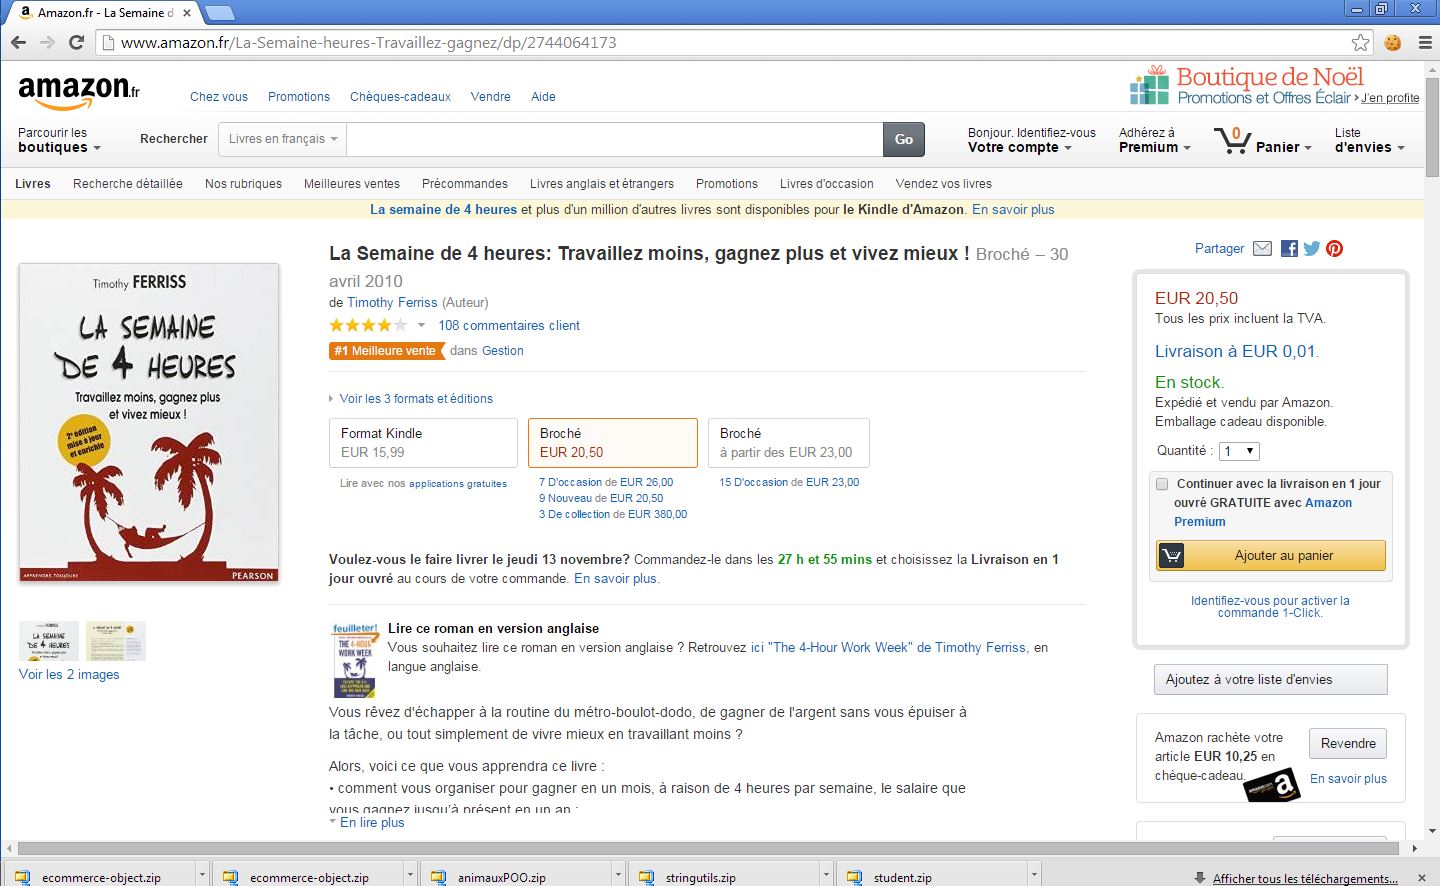 Amazon.fr - La Semaine d
www.amazon.fr/La-Semaine-heures-Travaillez-gagnez/dp/2744064173
amazon.fr
Chez vous Promotions Chèques-cadeaux Vendre Aide
Boutique de Noël
Promotions et Offres Éclair › J'en profite
Parcourir les
boutiques
Rechercher
Livres en français
Go
Bonjour. Identifiez-vous
Votre compte
Adhérez à
Premium
0
Panier
Liste
d'envies
Livres Recherche détaillée Nos rubriques Meilleures ventes Précommandes Livres anglais et étrangers Promotions Livres d'occasion Vendez vos livres
La semaine de 4 heures et plus d'un million d'autres livres sont disponibles pour le Kindle d'Amazon. En savoir plus
Timothy FERRISS
LA SEMAINE
DE 4 HEURES
Travaillez moins, gagnez plus
et vivez mieux !
2e édition
mise à jour
et enrichie
APPRENDRE, TOUJOURS
PEARSON
LA SEMAINE
DE 4 HEURES
Voir les 2 images
La Semaine de 4 heures: Travaillez moins, gagnez plus et vivez mieux ! Broché – 30
avril 2010
de Timothy Ferriss (Auteur)
108 commentaires client
#1 Meilleure vente dans Gestion
Voir les 3 formats et éditions
Format Kindle
EUR 15,99
Lire avec nos applications gratuites
Broché
EUR 20,50
7 D'occasion de EUR 26,00
9 Nouveau de EUR 20,50
3 De collection de EUR 380,00
Broché
à partir des EUR 23,00
15 D'occasion de EUR 23,00
Voulez-vous le faire livrer le jeudi 13 novembre? Commandez-le dans les 27 h et 55 mins et choisissez la Livraison en 1
jour ouvré au cours de votre commande. En savoir plus.
feuilleter!
THE 4-HOUR
WORK WEEK
Lire ce roman en version anglaise
Vous souhaitez lire ce roman en version anglaise ? Retrouvez ici "The 4-Hour Work Week" de Timothy Ferriss, en
langue anglaise.
Vous rêvez d'échapper à la routine du métro-boulot-dodo, de gagner de l'argent sans vous épuiser à
la tâche, ou tout simplement de vivre mieux en travaillant moins ?
Alors, voici ce que vous apprendra ce livre :
• comment vous organiser pour gagner en un mois, à raison de 4 heures par semaine, le salaire que
vous gagnez jusqu'à présent en un an ;
En lire plus
Partager
EUR 20,50
Tous les prix incluent la TVA.
Livraison à EUR 0,01.
En stock.
Expédié et vendu par Amazon.
Emballage cadeau disponible.
Quantité : 1
Continuer avec la livraison en 1 jour
ouvré GRATUITE avec Amazon
Premium
Ajouter au panier
Identifiez-vous pour activer la
commande 1-Click.
Ajoutez à votre liste d'envies
Amazon rachète votre
article EUR 10,25 en
chèque-cadeau.
Revendre
En savoir plus
ecommerce-object.zip
ecommerce-object.zip
animauxPOO.zip
stringutils.zip
student.zip
Afficher tous les téléchargements...